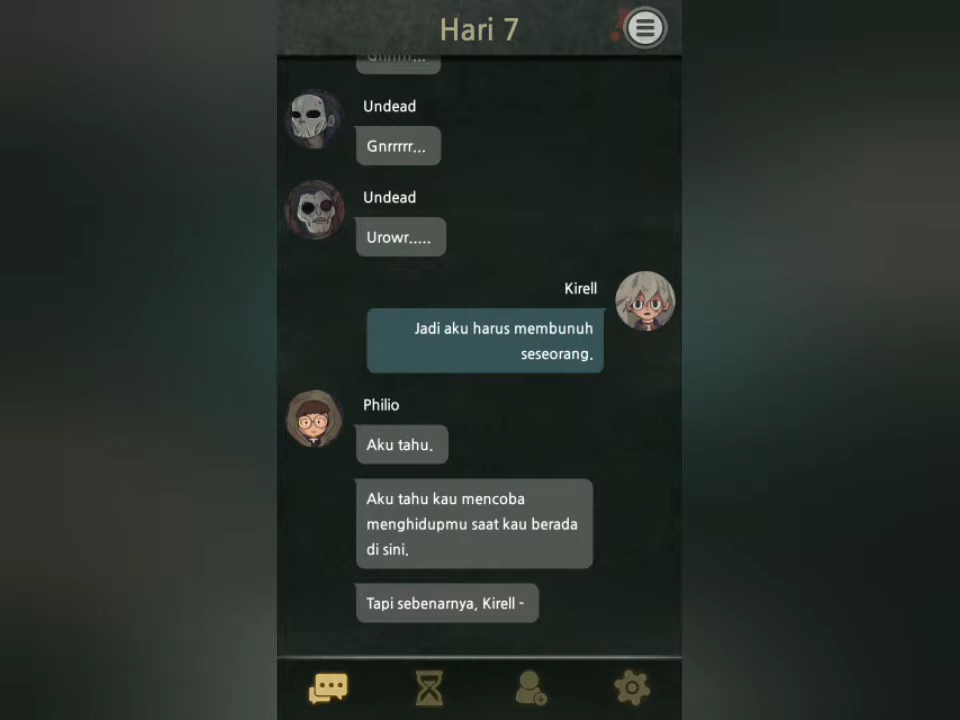 Hari 7
Undead
Gnrrrrr...
Undead
Urowr.....
Kirell
Jadi aku harus membunuh
seseorang.
Philio
Aku tahu.
Aku tahu kau mencoba
menghidupmu saat kau berada
di sini.
Tapi sebenarnya, Kirell -